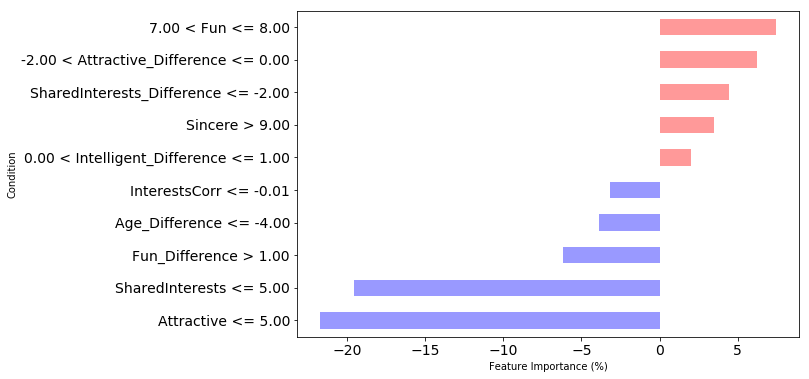 7.00 < Fun <= 8.00
-2.00 < Attractive_Difference <= 0.00
SharedInterests_Difference <= -2.00
Sincere > 9.00
0.00 < Intelligent_Difference <= 1.00
InterestsCorr <= -0.01
Age_Difference <= -4.00
Fun_Difference > 1.00
SharedInterests <= 5.00
Attractive <= 5.00
Condition
−20 −15 −10 −5 0 5
Feature Importance (%)